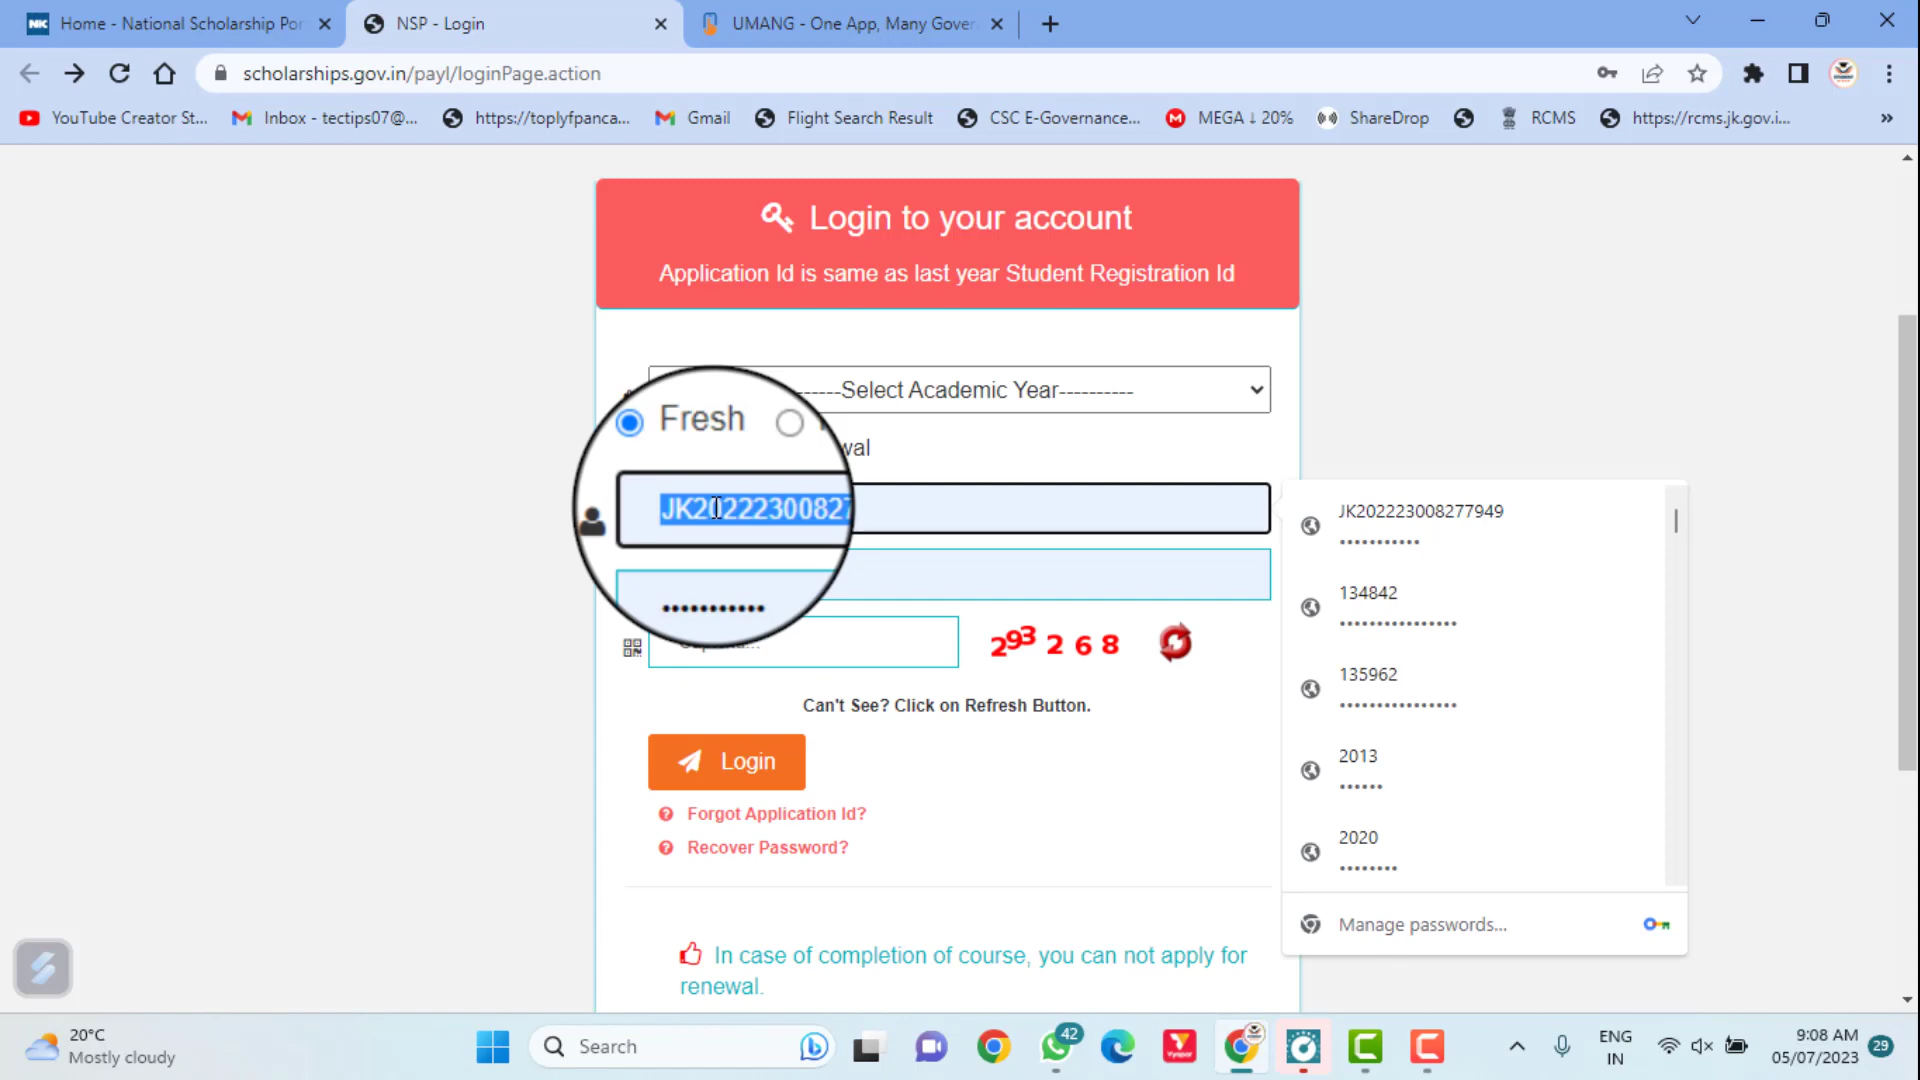 Home - National Scholarship Por
NSP - Login
UMANG - One App, Many Gover
scholarships.gov.in/payl/loginPage.action
YouTube Creator St...
Inbox - tectips07@...
https://toplyfpanca...
Gmail
Flight Search Result
CSC E-Governance...
MEGA ↓ 20%
ShareDrop
RCMS
https://rcms.jk.gov.i...
»
Login to your account
Application Id is same as last year Student Registration Id
------Select Academic Year----------
Fresh
wal
JK20222300827
•••••••••••
2 9 3 2 6 8
Can't See? Click on Refresh Button.
Login
Forgot Application Id?
Recover Password?
In case of completion of course, you can not apply for
renewal.
JK202223008277949
•••••••••••
134842
••••••••••••••••
135962
••••••••••••••••
2013
••••••
2020
••••••••
Manage passwords...
20°C
Mostly cloudy
Search
42
Vyapar
ENG
IN
9:08 AM
05/07/2023
29